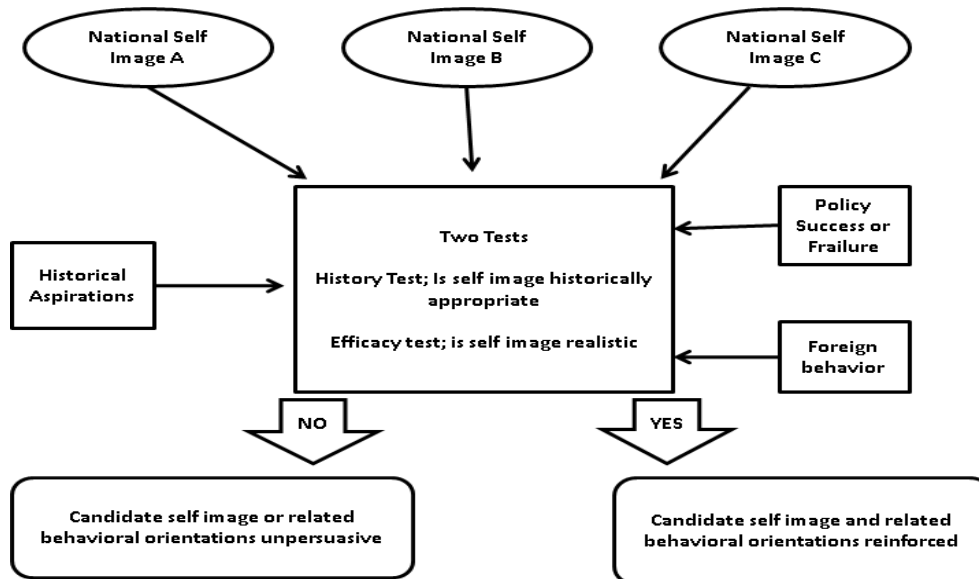 National Self
Image A
National Self
Image B
National Self
Image C
Two Tests
History Test; Is self image historically
appropriate
Efficacy test; is self image realistic
Historical
Aspirations
Policy
Success or
Frailure
Foreign
behavior
NO
YES
Candidate self image or related
behavioral orientations unpersuasive
Candidate self image and related
behavioral orientations reinforced